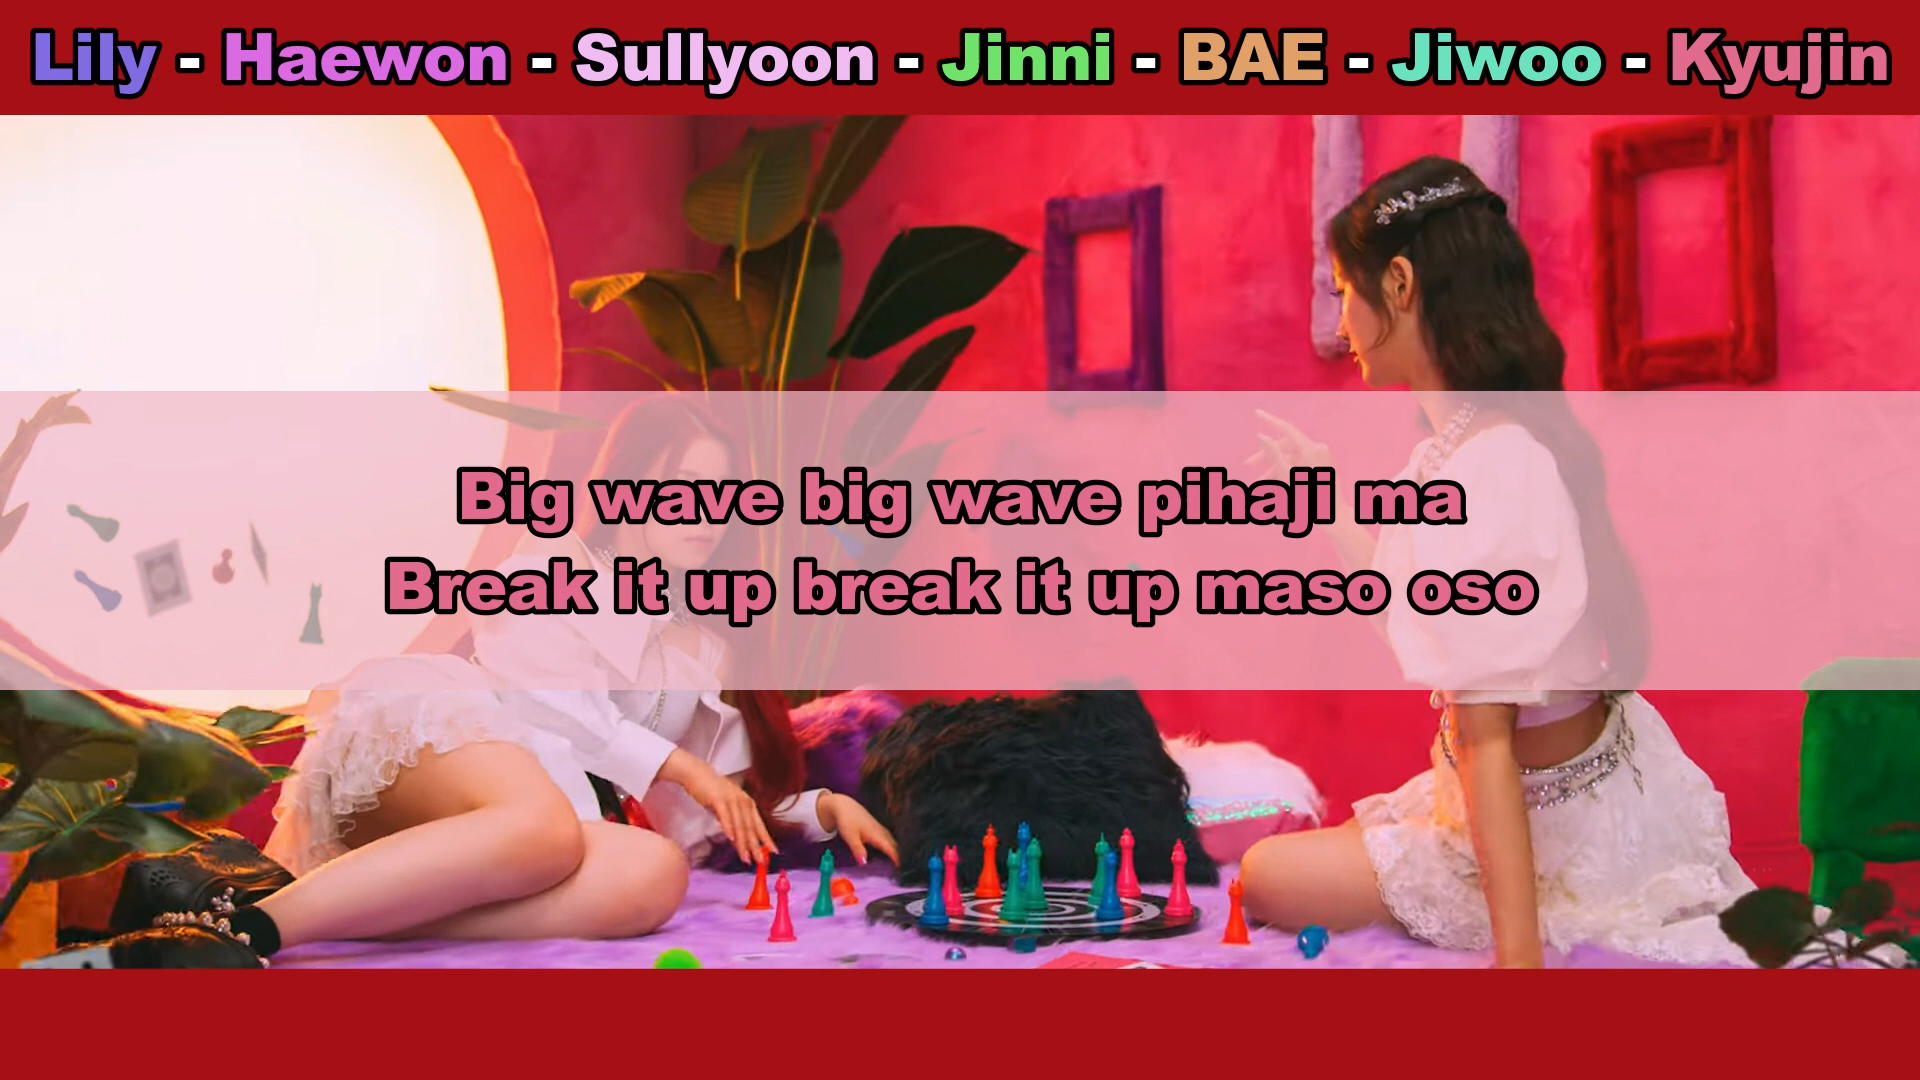 Lily - Haewon - Sullyoon - Jinni - BAE - Jiwoo - Kyujin
Big wave big wave pihaji ma
Break it up break it up maso oso